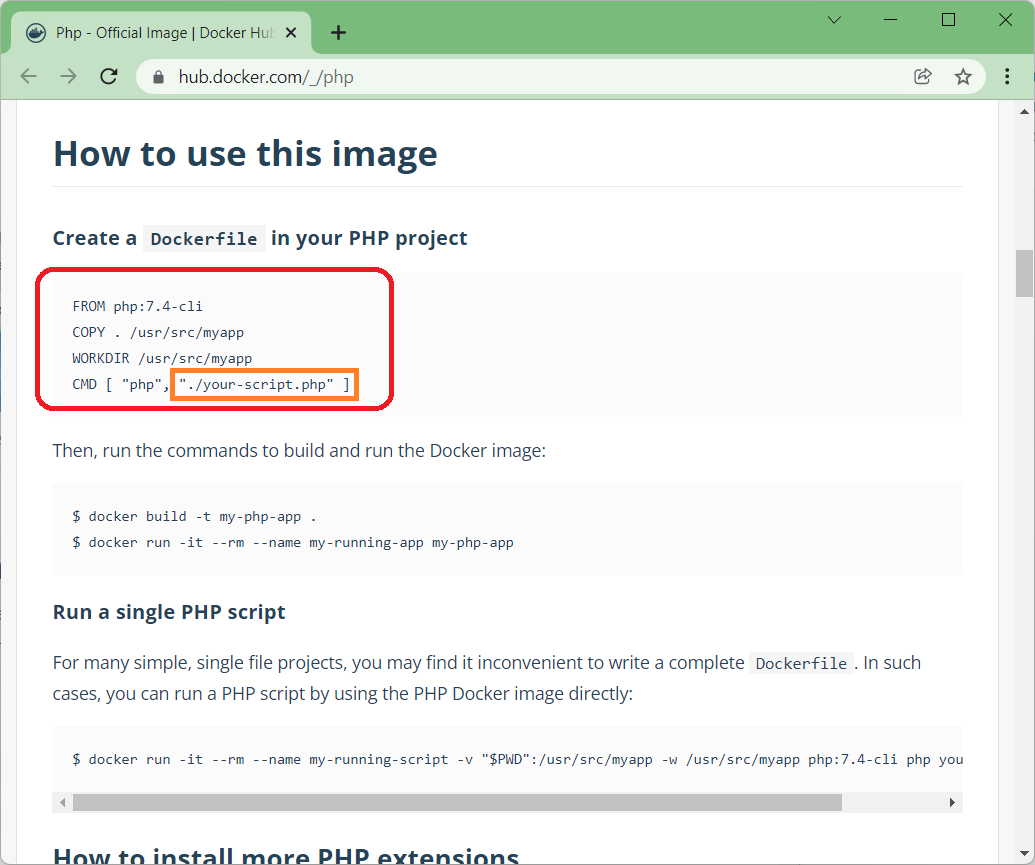 Php - Official Image | Docker Hub
hub.docker.com/_/php
How to use this image
Create a Dockerfile in your PHP project
FROM php:7.4-cli
COPY . /usr/src/myapp
WORKDIR /usr/src/myapp
CMD [ "php", "./your-script.php" ]
Then, run the commands to build and run the Docker image:
$ docker build -t my-php-app .
$ docker run -it --rm --name my-running-app my-php-app
Run a single PHP script
For many simple, single file projects, you may find it inconvenient to write a complete Dockerfile. In such
cases, you can run a PHP script by using the PHP Docker image directly:
$ docker run -it --rm --name my-running-script -v "$PWD":/usr/src/myapp -w /usr/src/myapp php:7.4-cli php you
How to install more PHP extensions